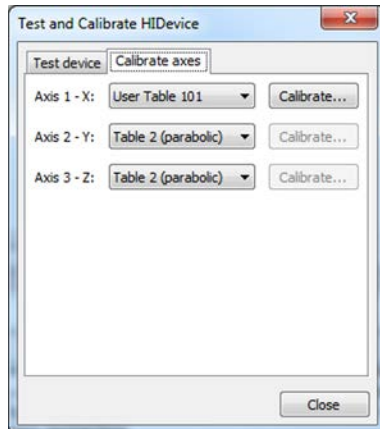 Test and Calibrate HIDevice
Test device Calibrate axes
Axis 1 - X: User Table 101 Calibrate...
Axis 2 - Y: Table 2 (parabolic) Calibrate...
Axis 3 - Z: Table 2 (parabolic) Calibrate...
Close